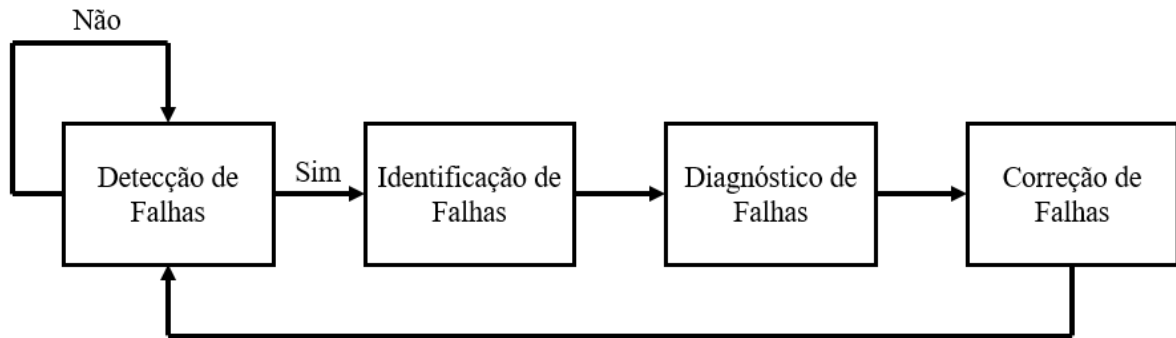 Não
Detecção de
Falhas
Sim
Identificação de
Falhas
Diagnóstico de
Falhas
Correção de
Falhas